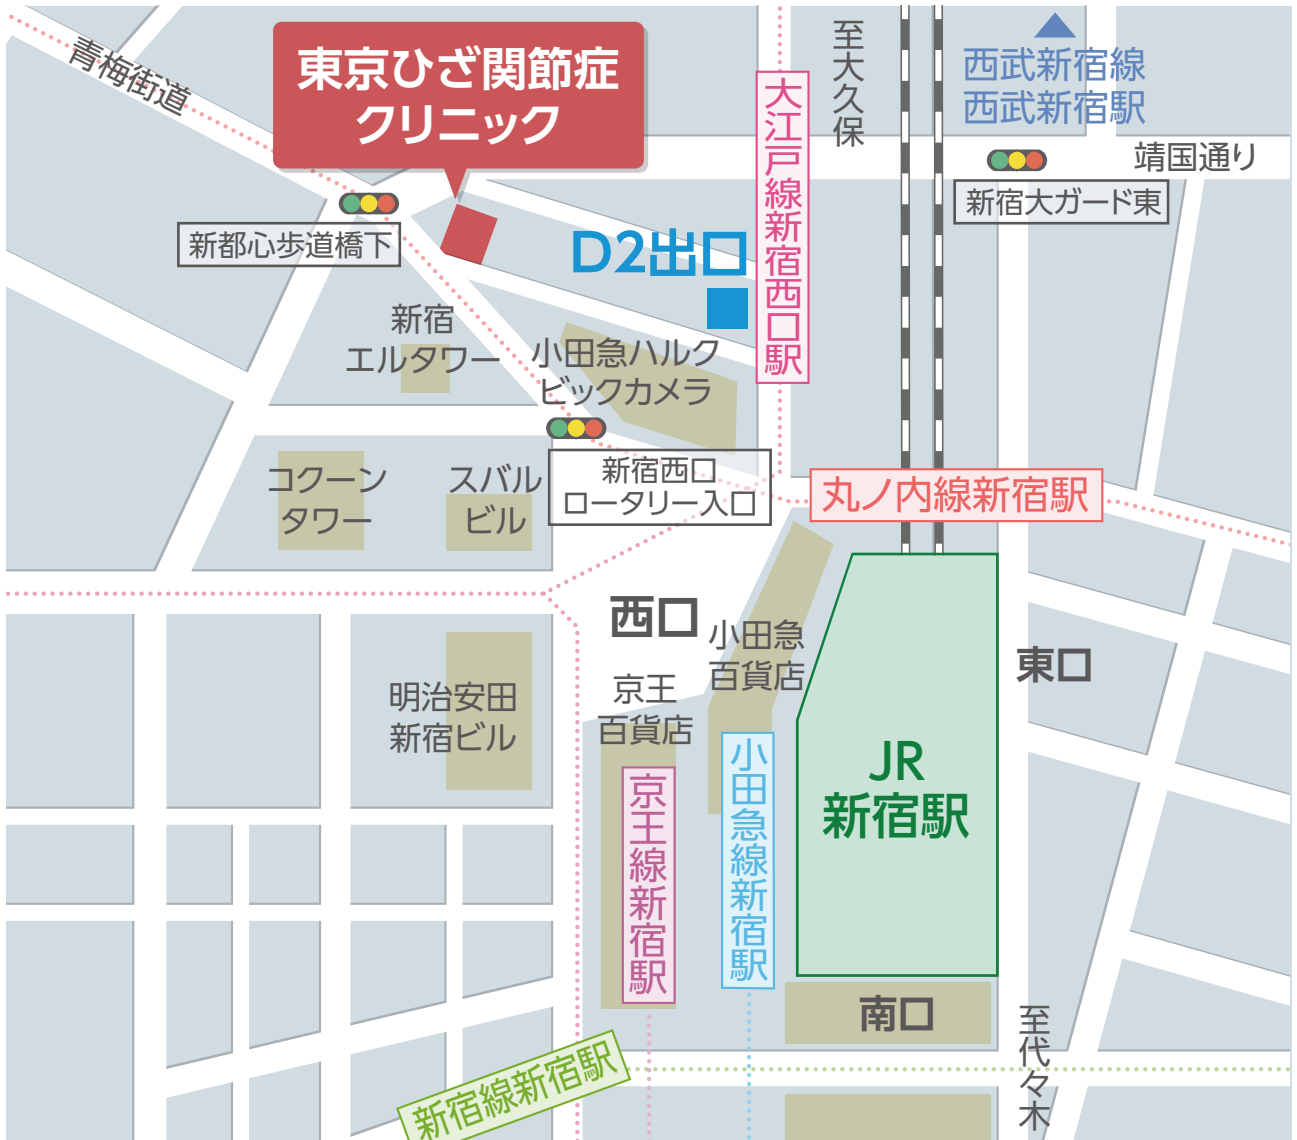 青梅街道
東京ひざ関節症
クリニック
至大久保
西武新宿線
西武新宿駅
大江戸線新宿西口駅
靖国通り
新宿大ガード東
新都心歩道橋下
D2出口
新宿
エルタワー
小田急ハルク
ビックカメラ
コクーン
タワー
スバル
ビル
新宿西口
ロータリー入口
丸ノ内線新宿駅
西口
小田急
百貨店
東口
明治安田
新宿ビル
京王
百貨店
京王線新宿駅
小田急線新宿駅
JR
新宿駅
南口
至代々木
新宿線新宿駅